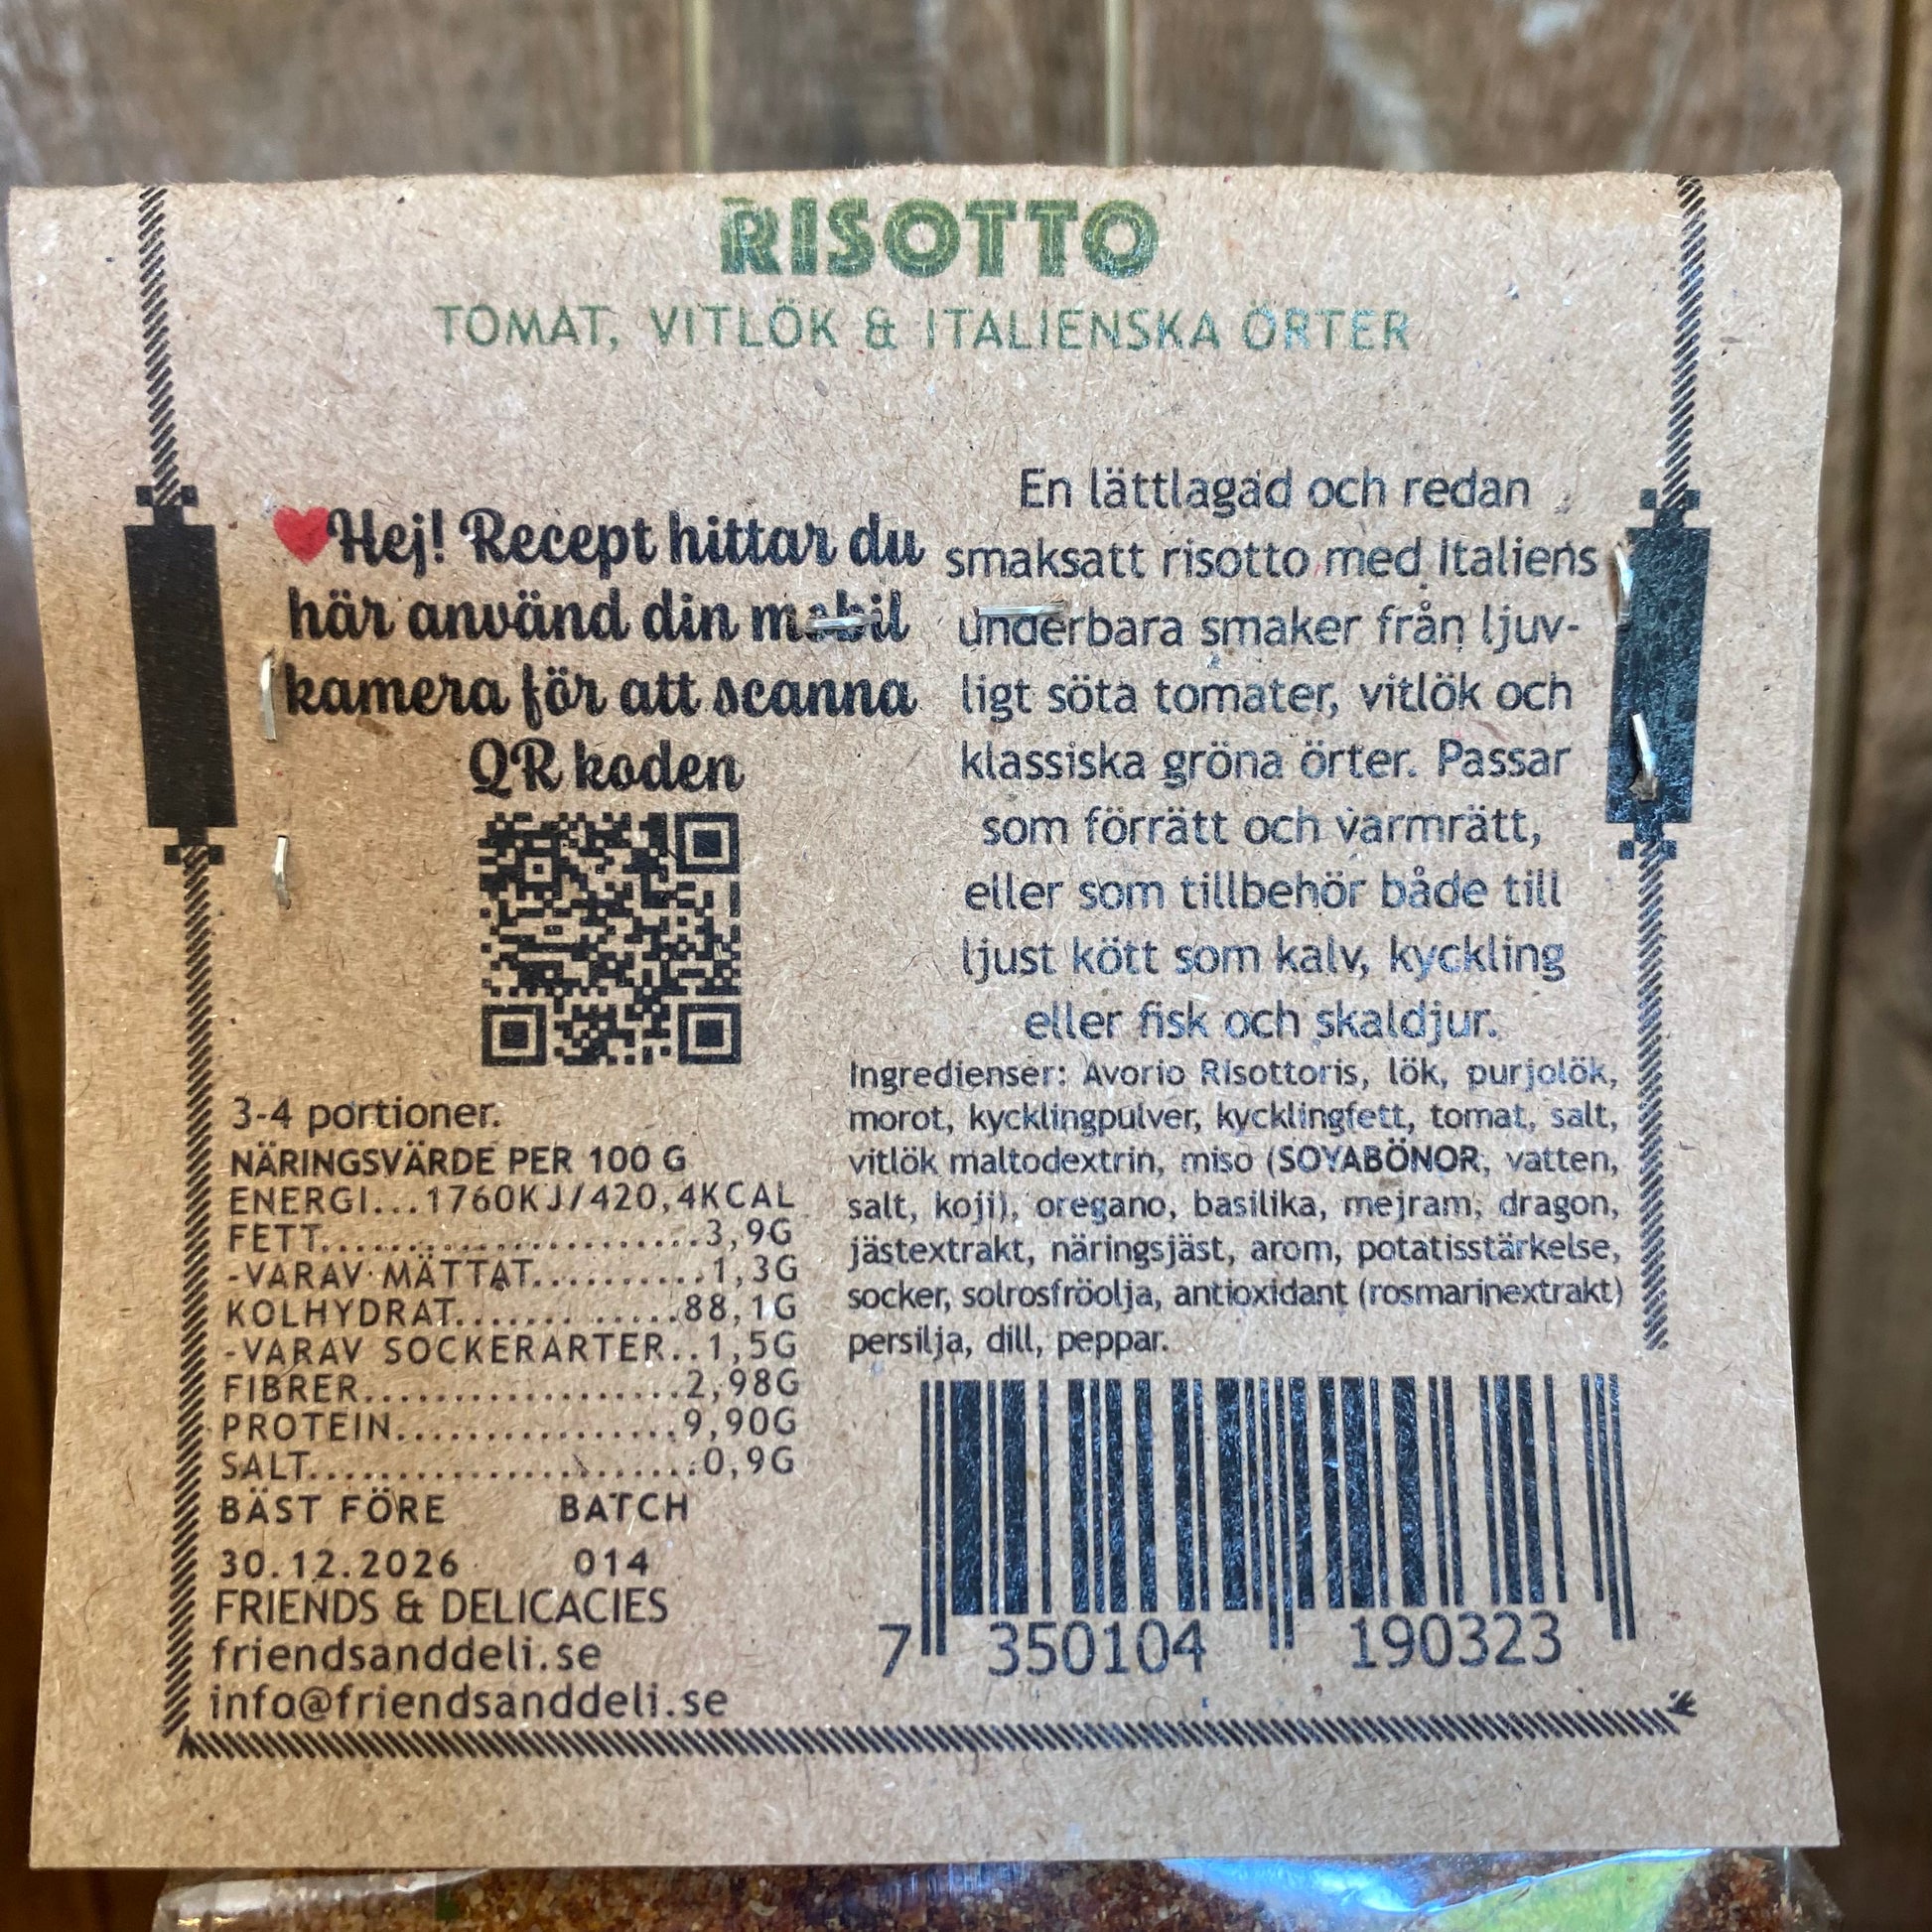 RISOTTO
TOMAT, VITLÖK & ITALIENSKA ÖRTER
Hej! Recept hittar du
här använd din mobil
kamera för att scanna
QR koden
En lättlagad och redan
smaksatt risotto med Italiens
underbara smaker från ljuv-
ligt söta tomater, vitlök och
klassiska gröna örter. Passar
som förrätt och varmrätt,
eller som tillbehör både till
ljust kött som kalv, kyckling
eller fisk och skaldjur.
Ingredienser: Avorio Risottoris, lök, purjolök,
morot, kycklingpulver, kycklingfett, tomat, salt,
vitlök maltodextrin, miso (SOYABÖNOR, vatten,
salt, koji), oregano, basilika, mejram, dragon,
jästextrakt, näringsjäst, arom, potatisstärkelse,
socker, solrosfröolja, antioxidant (rosmarinextrakt)
persilja, dill, peppar.
3-4 portioner.
NÄRINGSVÄRDE PER 100 G
ENERGI...1760KJ/420,4KCAL
FETT........................3,9G
-VARAV MÄTTAT...........1,3G
KOLHYDRAT..............88,1G
-VARAV SOCKERARTER..1,5G
FIBRER....................2,98G
PROTEIN.................9,90G
SALT.......................0,9G
BÄST FÖRE BATCH
30.12.2026 014
FRIENDS & DELICACIES
friendsanddeli.se
info@friendsanddeli.se
7 350104 190323